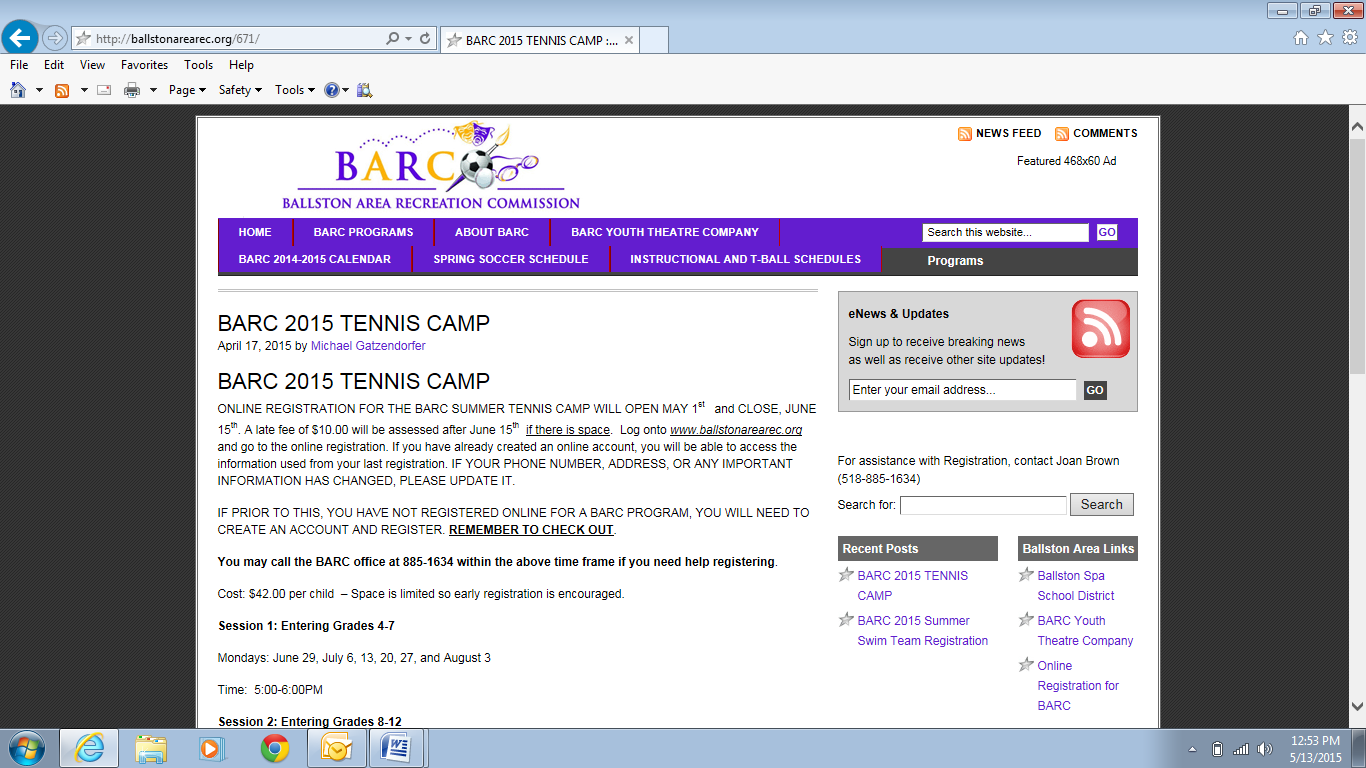 http://ballstonarearec.org/671/
BARC 2015 TENNIS CAMP :...
File Edit View Favorites Tools Help
Page Safety Tools
BARC
BALLSTON AREA RECREATION COMMISSION
NEWS FEED COMMENTS
Featured 468x60 Ad
HOME BARC PROGRAMS ABOUT BARC BARC YOUTH THEATRE COMPANY
Search this website... GO
BARC 2014-2015 CALENDAR SPRING SOCCER SCHEDULE INSTRUCTIONAL AND T-BALL SCHEDULES
Programs
BARC 2015 TENNIS CAMP
April 17, 2015 by Michael Gatzendorfer
BARC 2015 TENNIS CAMP
ONLINE REGISTRATION FOR THE BARC SUMMER TENNIS CAMP WILL OPEN MAY 1st and CLOSE, JUNE
15th. A late fee of $10.00 will be assessed after June 15th if there is space. Log onto www.ballstonarearec.org
and go to the online registration. If you have already created an online account, you will be able to access the
information used from your last registration. IF YOUR PHONE NUMBER, ADDRESS, OR ANY IMPORTANT
INFORMATION HAS CHANGED, PLEASE UPDATE IT.
IF PRIOR TO THIS, YOU HAVE NOT REGISTERED ONLINE FOR A BARC PROGRAM, YOU WILL NEED TO
CREATE AN ACCOUNT AND REGISTER. REMEMBER TO CHECK OUT.
You may call the BARC office at 885-1634 within the above time frame if you need help registering.
Cost: $42.00 per child – Space is limited so early registration is encouraged.
Session 1: Entering Grades 4-7
Mondays: June 29, July 6, 13, 20, 27, and August 3
Time: 5:00-6:00PM
Session 2: Entering Grades 8-12
eNews & Updates
Sign up to receive breaking news
as well as receive other site updates!
Enter your email address... GO
For assistance with Registration, contact Joan Brown
(518-885-1634)
Search for: Search
Recent Posts
BARC 2015 TENNIS
CAMP
BARC 2015 Summer
Swim Team Registration
Ballston Area Links
Ballston Spa
School District
BARC Youth
Theatre Company
Online
Registration for
BARC
12:53 PM
5/13/2015